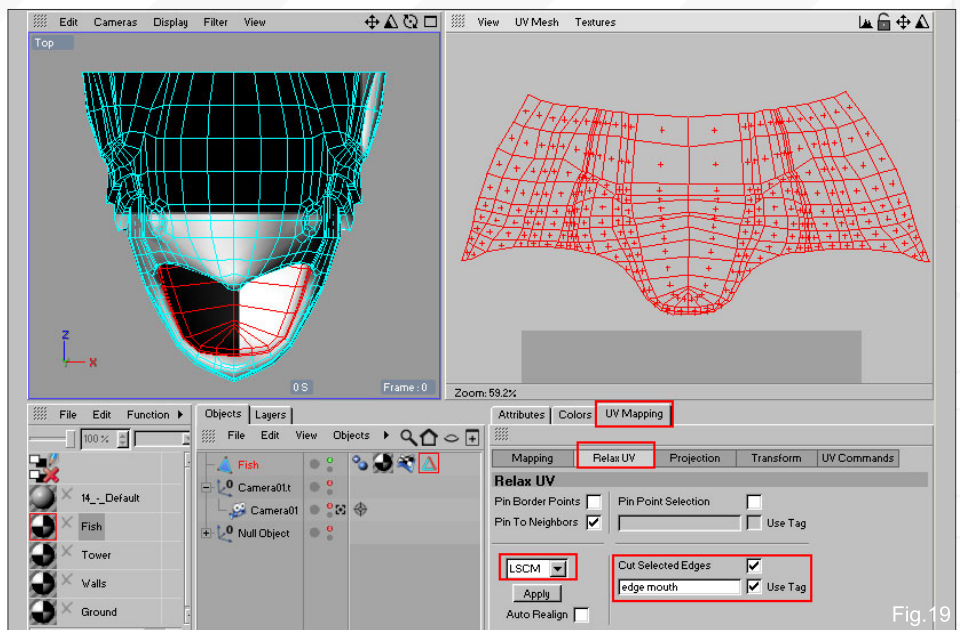 Edit Cameras Display Filter View
Top
Z
X
0 S
Frame : 0
View UV Mesh Textures
Zoom: 59.2%
File Edit Function
100 %
14_-_Default
Fish
Tower
Walls
Ground
Objects Layers
File Edit View Objects
Fish
Camera01.t
Camera01
Null Object
Attributes Colors UV Mapping
Mapping Relax UV Projection Transform UV Commands
Relax UV
Pin Border Points Pin Point Selection
Pin To Neighbors Use Tag
LSCM Cut Selected Edges
edge mouth Use Tag
Apply
Auto Realign
Fig.19